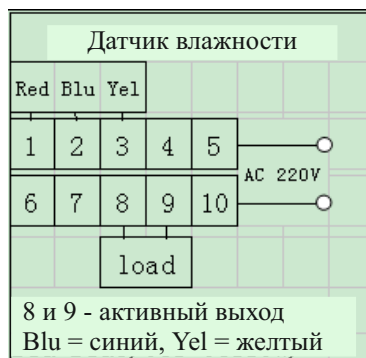 Датчик влажности
Red Blu Yel
1 2 3 4 5
AC 220V
6 7 8 9 10
load
8 и 9 - активный выход
Blu = синий, Yel = желтый